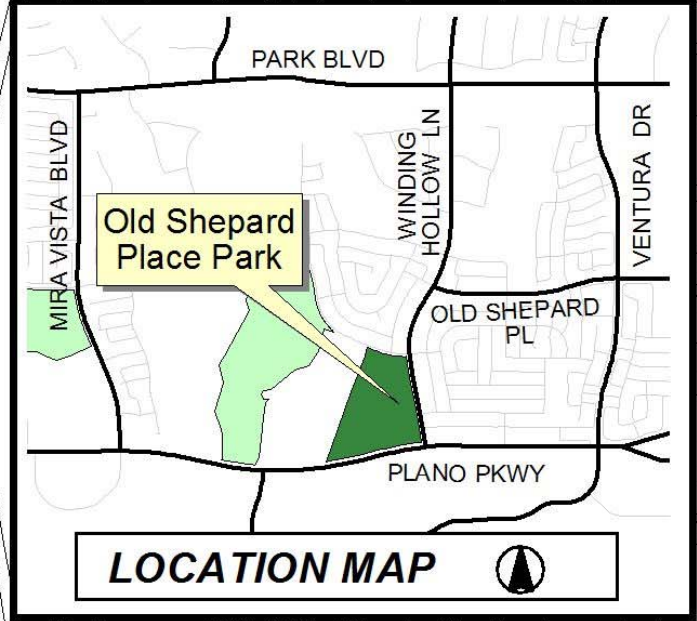 PARK BLVD
MIRA VISTA BLVD
WINDING
HOLLOW LN
VENTURA DR
Old Shepard
Place Park
OLD SHEPARD
PL
PLANO PKWY
LOCATION MAP